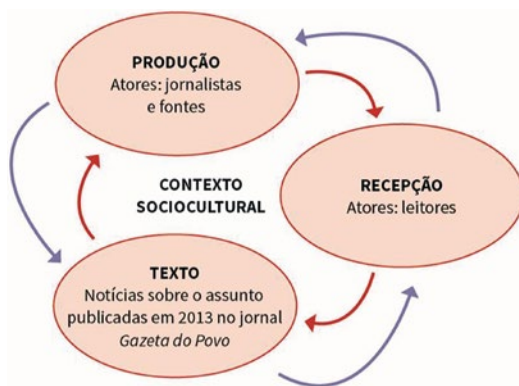 PRODUÇÃO
Atores: jornalistas
e fontes
CONTEXTO
SOCIOCULTURAL
RECEPÇÃO
Atores: leitores
TEXTO
Notícias sobre o assunto
publicadas em 2013 no jornal
Gazeta do Povo